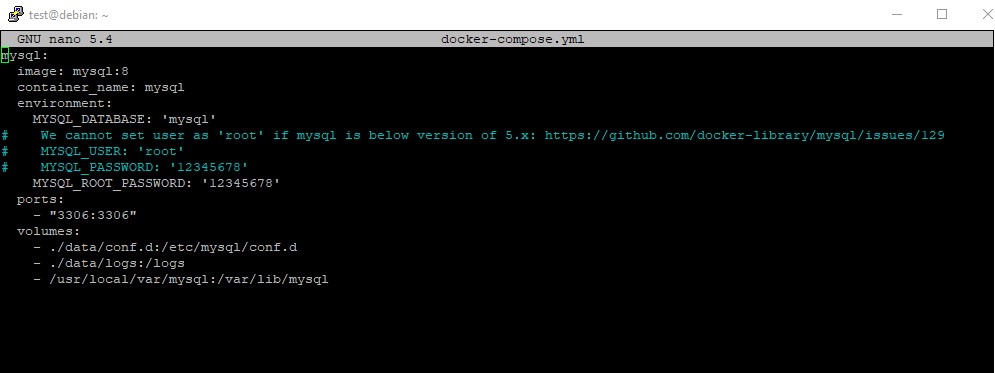 test@debian: ~
GNU nano 5.4 docker-compose.yml
mysql:
  image: mysql:8
  container_name: mysql
  environment:
    MYSQL_DATABASE: 'mysql'
#    We cannot set user as 'root' if mysql is below version of 5.x: https://github.com/docker-library/mysql/issues/129
#    MYSQL_USER: 'root'
#    MYSQL_PASSWORD: '12345678'
    MYSQL_ROOT_PASSWORD: '12345678'
  ports:
    - "3306:3306"
  volumes:
    - ./data/conf.d:/etc/mysql/conf.d
    - ./data/logs:/logs
    - /usr/local/var/mysql:/var/lib/mysql